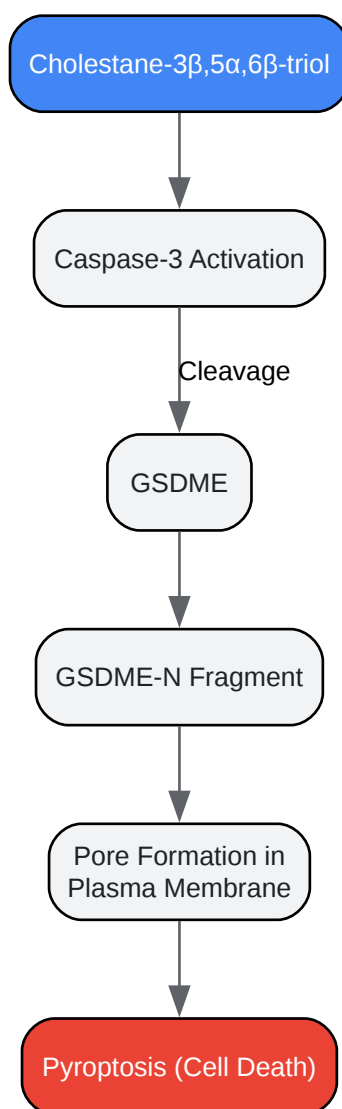 Cholestane-3β,5α,6β-triol
Caspase-3 Activation
Cleavage
GSDME
GSDME-N Fragment
Pore Formation in
Plasma Membrane
Pyroptosis (Cell Death)